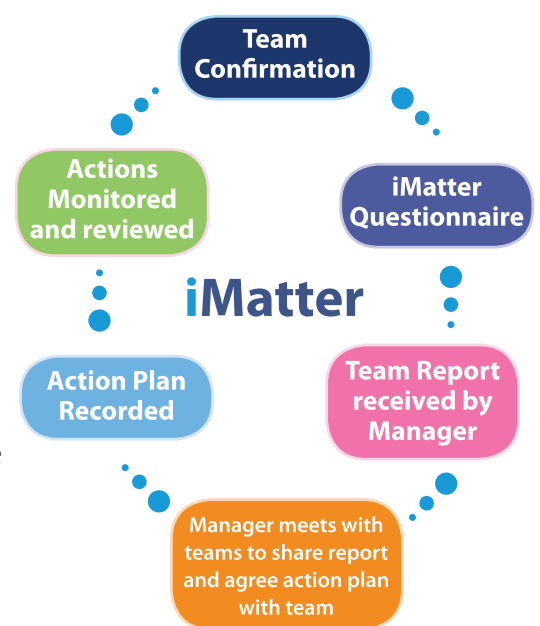 Team
Confirmation
iMatter
Questionnaire
Team Report
received by
Manager
Manager meets with
teams to share report
and agree action plan
with team
Action Plan
Recorded
Actions
Monitored
and reviewed
iMatter